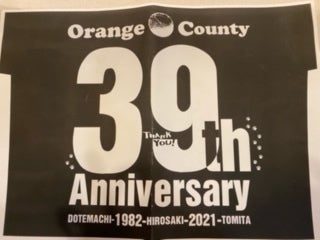 Orange County
39th
THANK
YOU!
Anniversary
DOTEMACHI-1982-HIROSAKI-2021-TOMITA